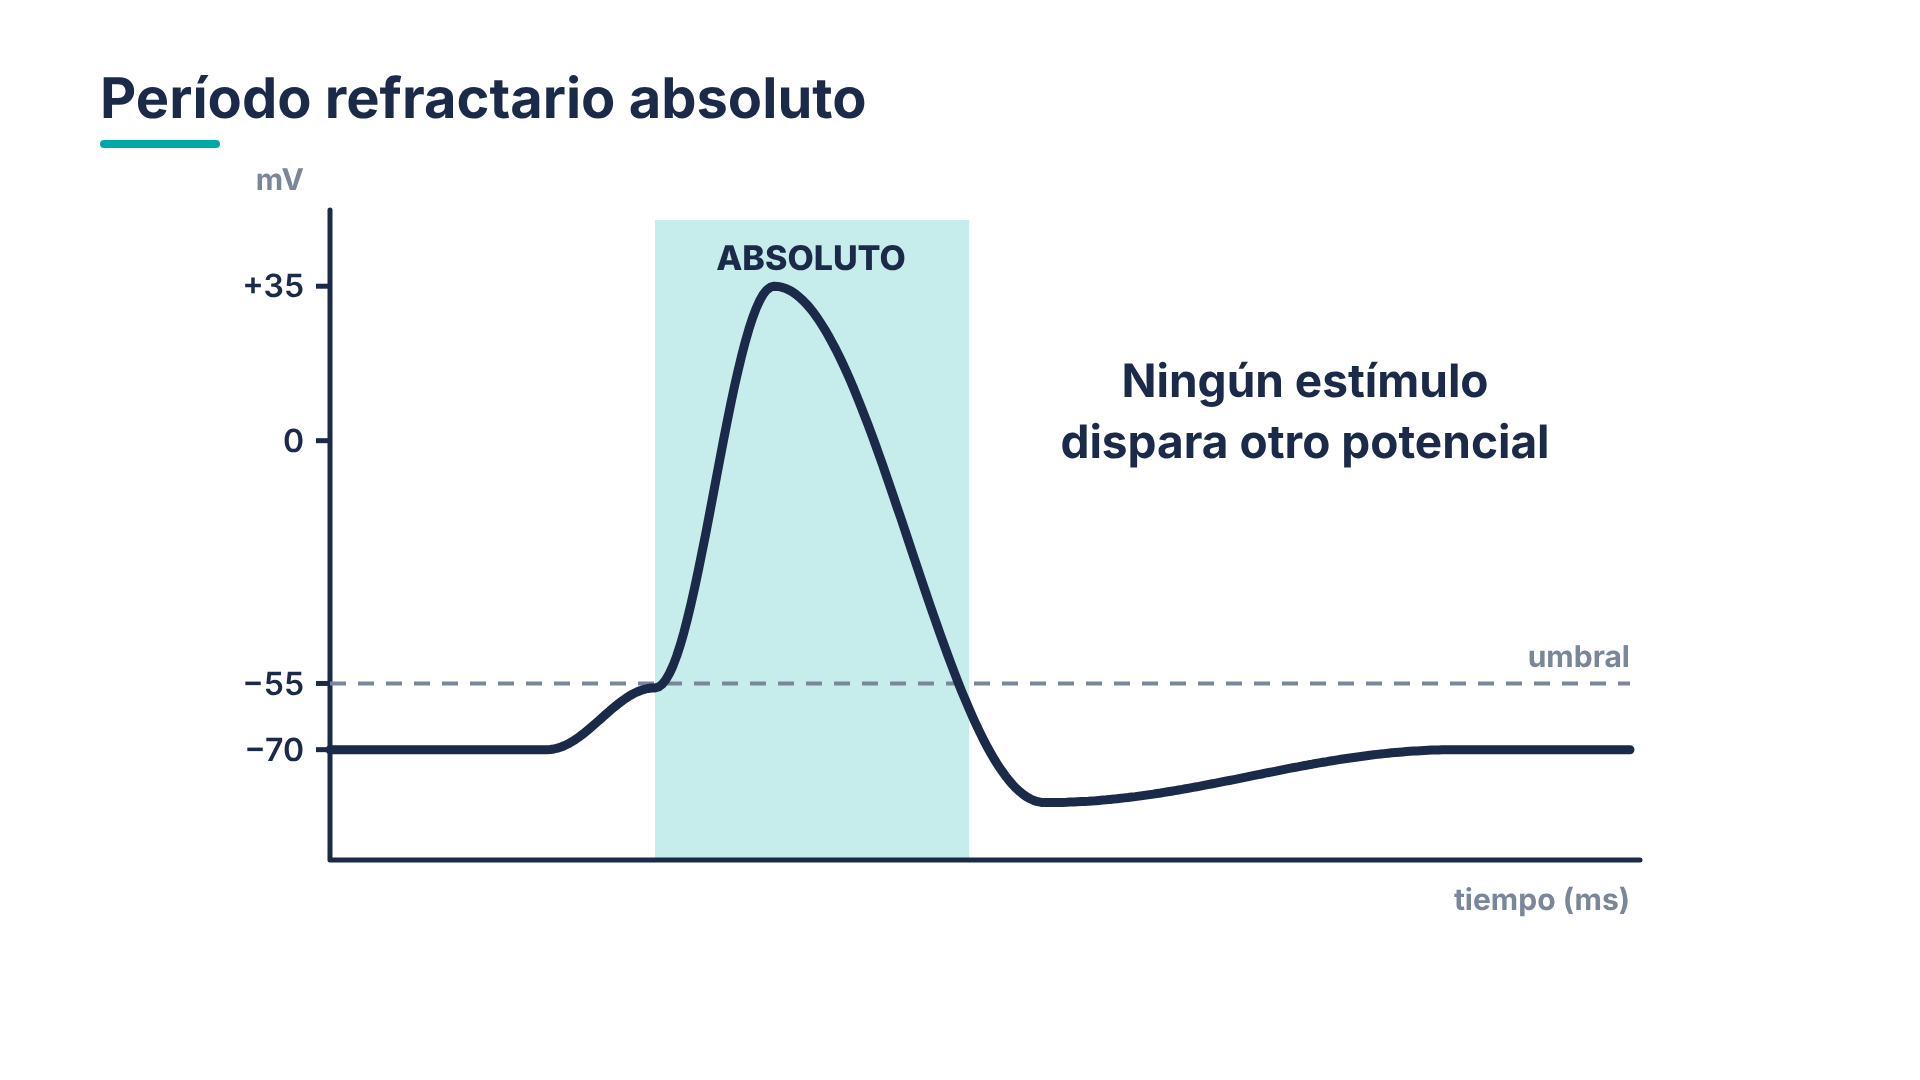 Período refractario absoluto
mV
ABSOLUTO
+35
Ningún estímulo
0
dispara otro potencial
umbral
−55
−70
tiempo (ms)